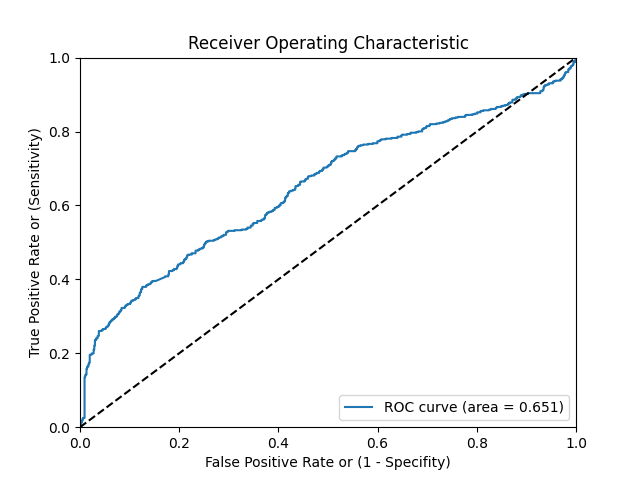 Receiver Operating Characteristic
1.0
0.8
0.6
0.4
0.2
0.0
True Positive Rate or (Sensitivity)
ROC curve (area = 0.651)
0.0 0.2 0.4 0.6 0.8 1.0
False Positive Rate or (1 - Specifity)